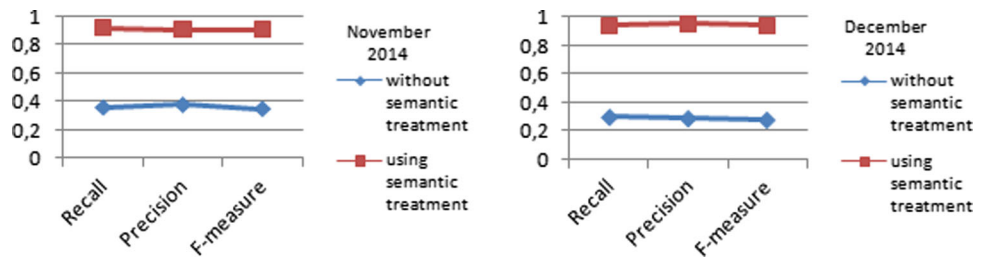 1
0,8
0,6
0,4
0,2
0
Recall
Precision
F-measure
November
2014
without
semantic
treatment
using
semantic
treatment
1
0,8
0,6
0,4
0,2
0
Recall
Precision
F-measure
December
2014
without
semantic
treatment
using
semantic
treatment